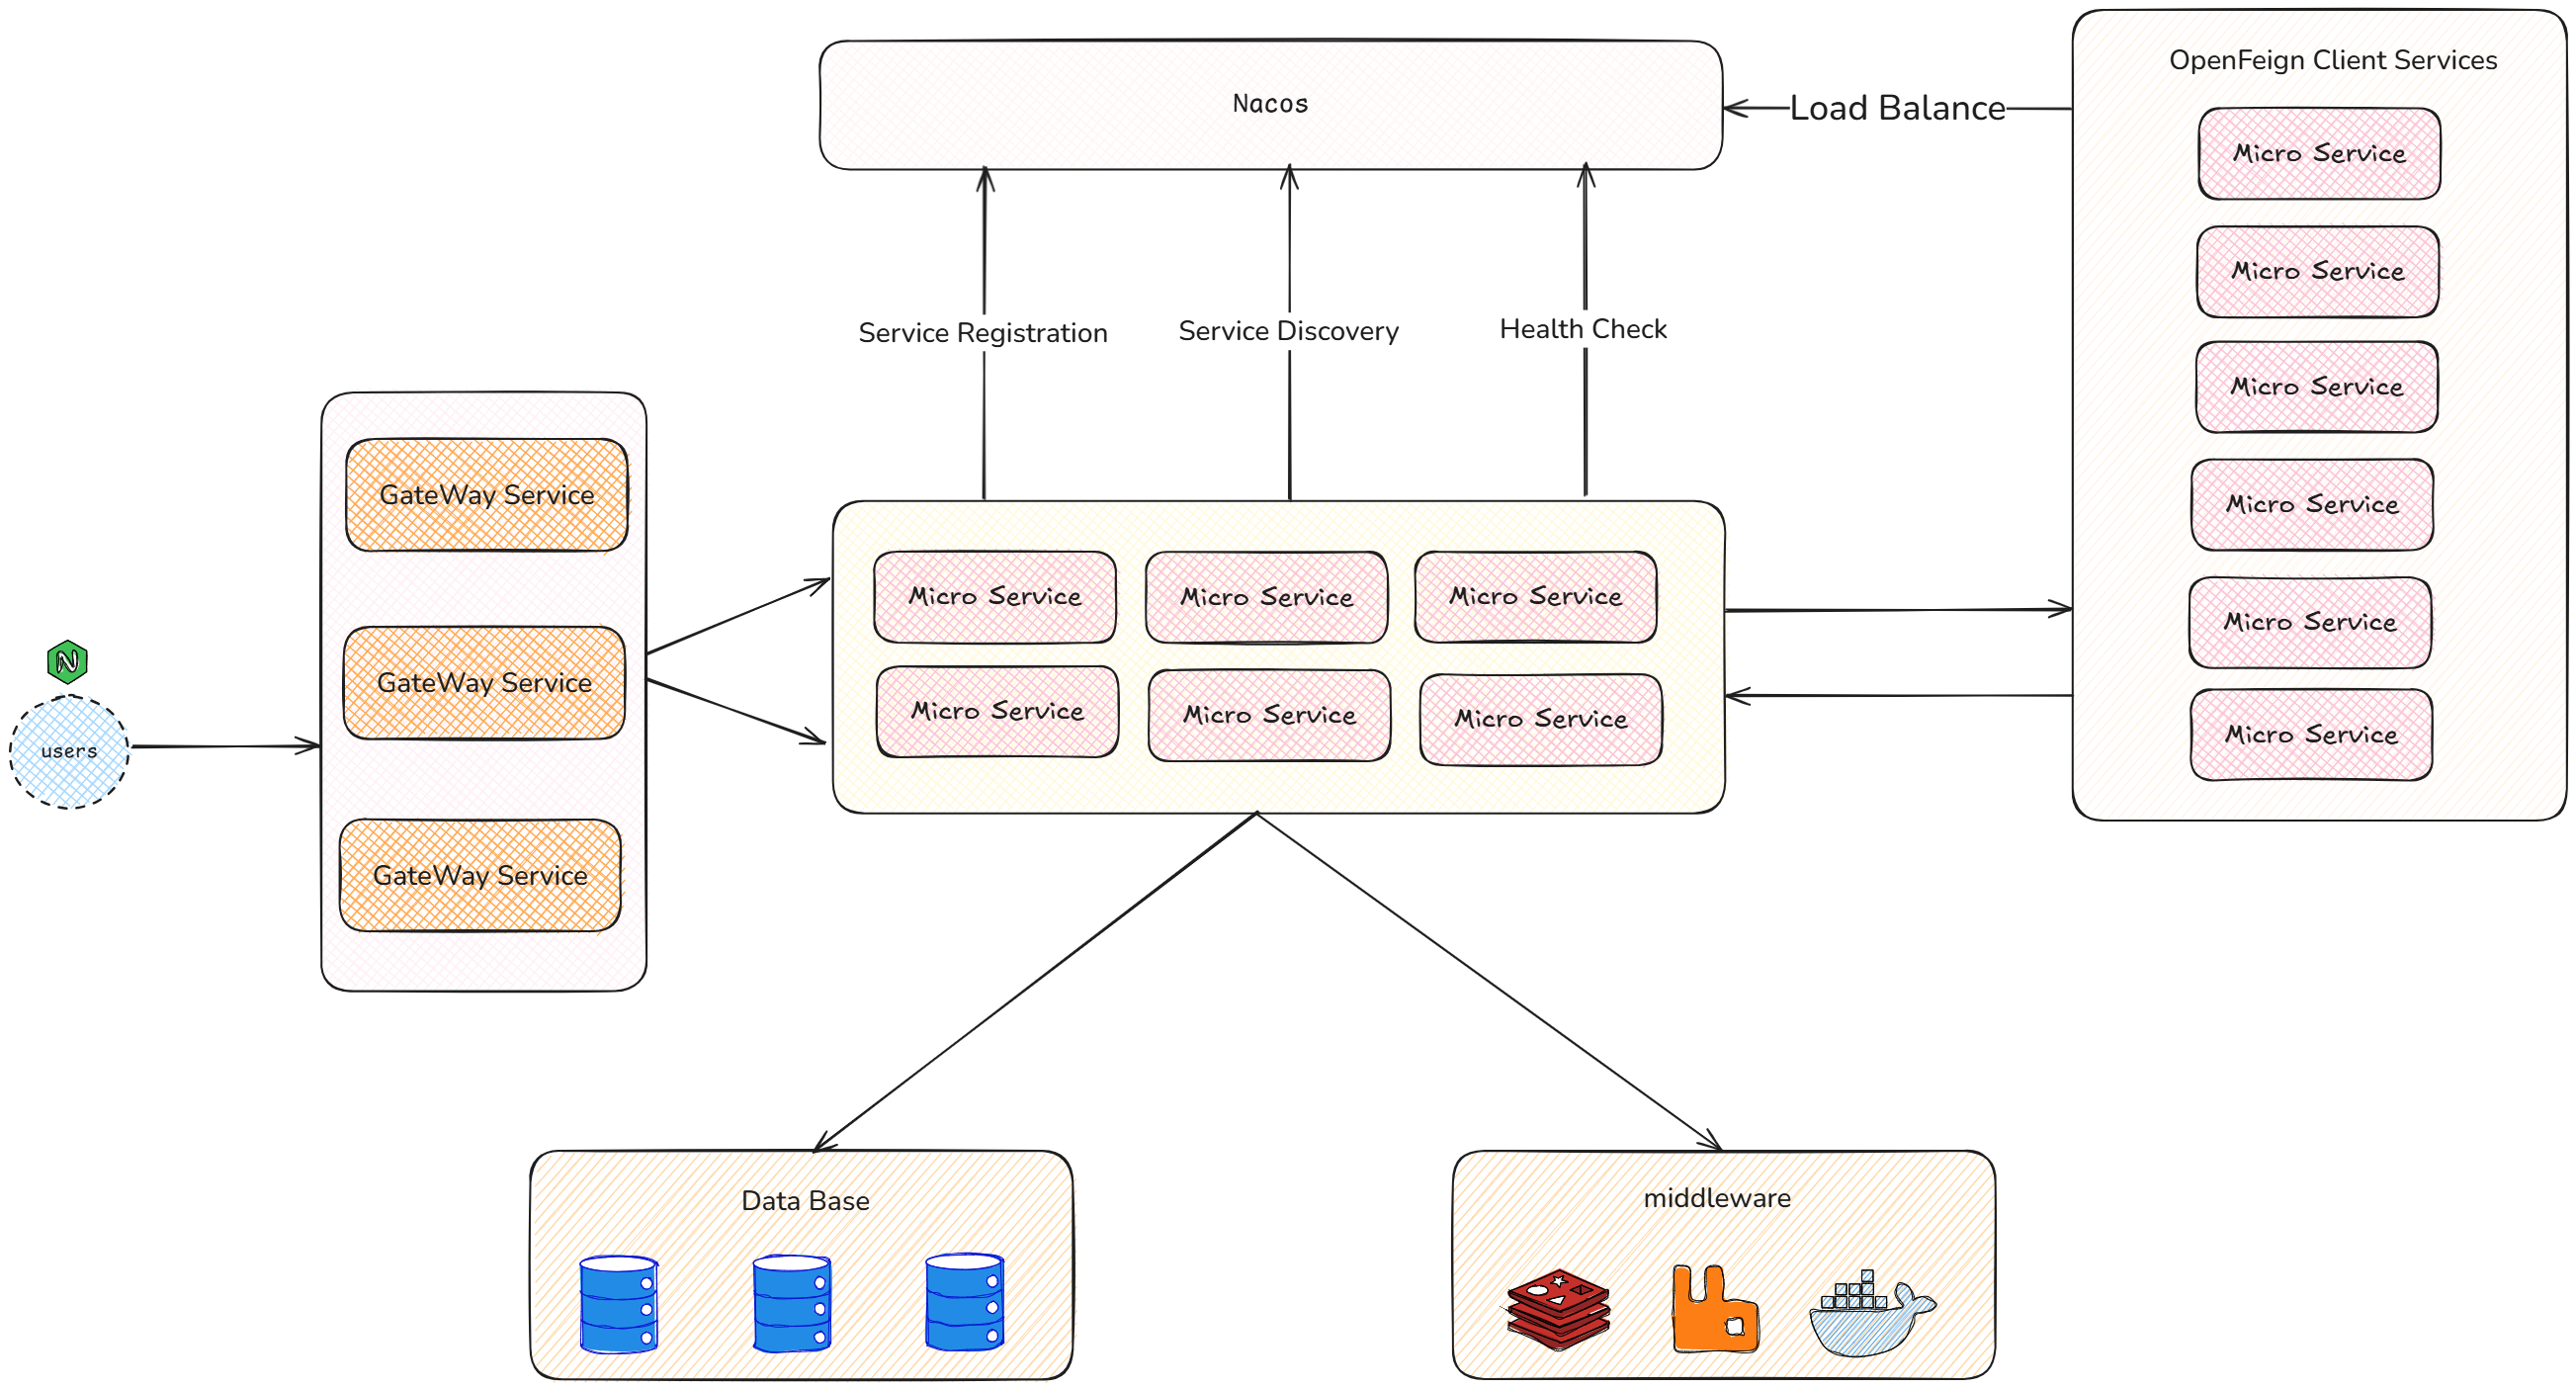 Nacos
Load Balance
OpenFeign Client Services
Micro Service
Micro Service
Micro Service
Micro Service
Micro Service
Micro Service
Service Registration
Service Discovery
Health Check
GateWay Service
GateWay Service
GateWay Service
N
users
Micro Service
Micro Service
Micro Service
Micro Service
Micro Service
Micro Service
Data Base
middleware